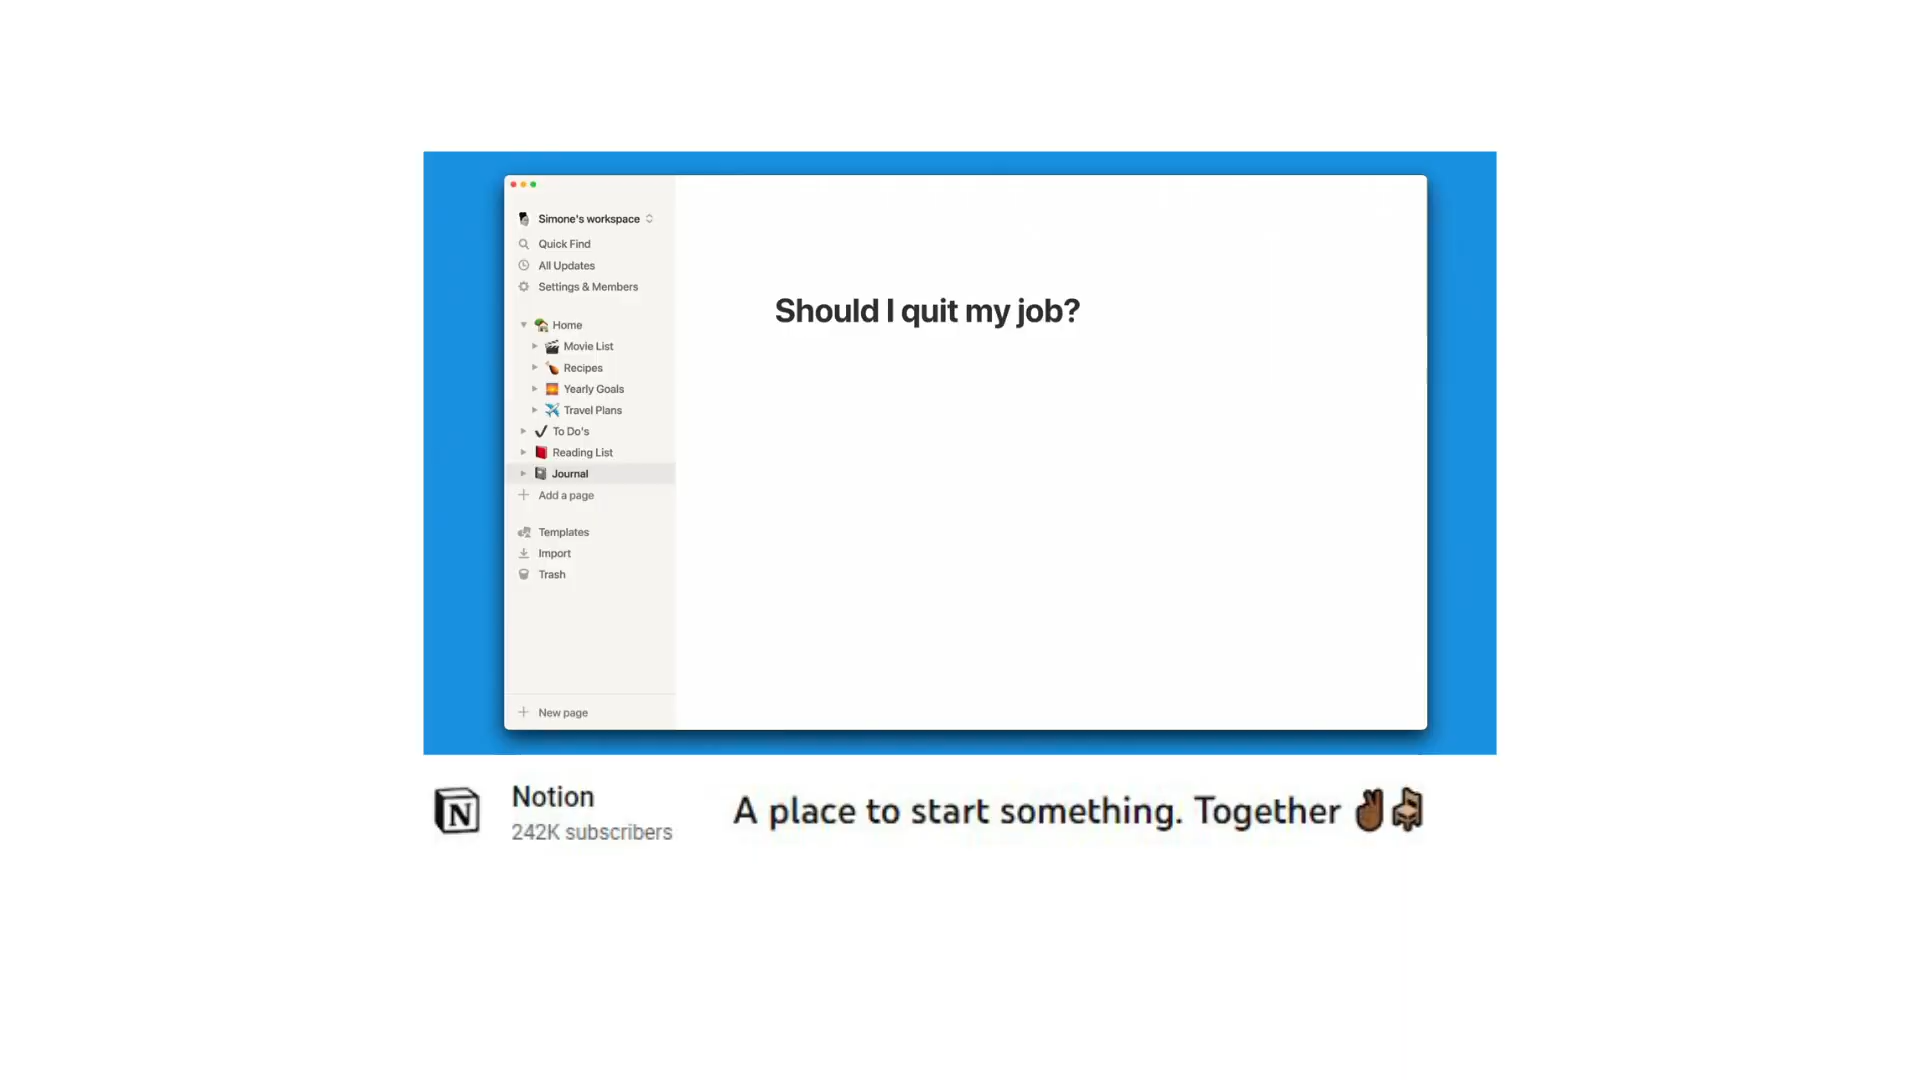 Simone's workspace
Quick Find
All Updates
Settings & Members
Home
Movie List
Recipes
Yearly Goals
Travel Plans
To Do's
Reading List
Journal
Add a page
Templates
Import
Trash
New page
Should I quit my job?
N
Notion
242K subscribers
A place to start something. Together ✌🏾🪑